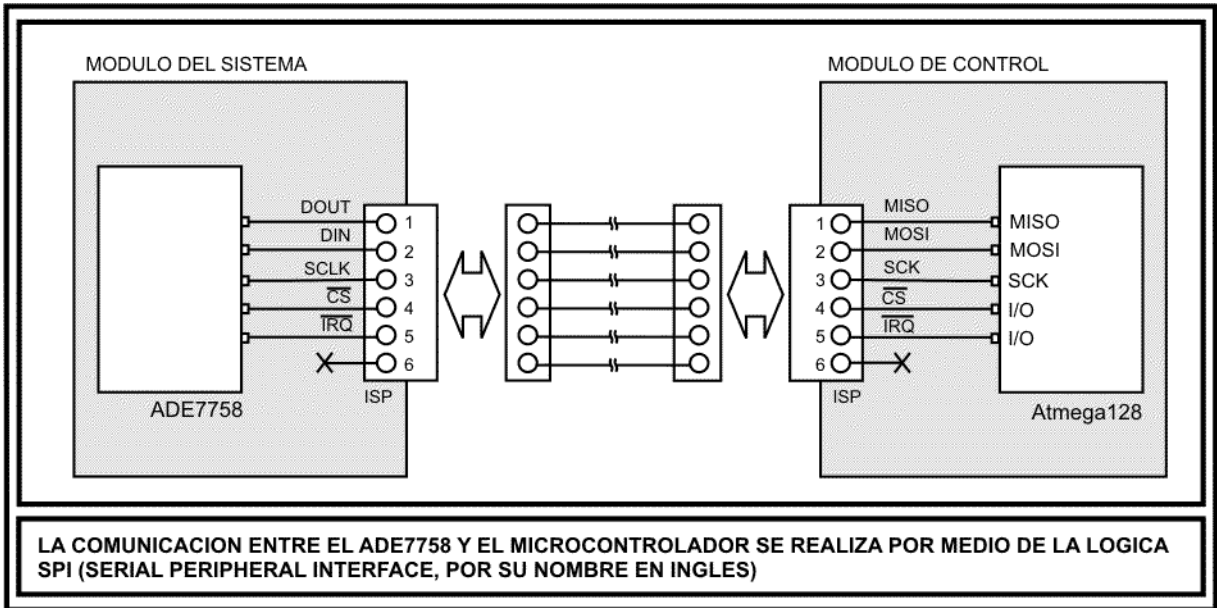 MODULO DEL SISTEMA
MODULO DE CONTROL
DOUT
DIN
SCLK
CS
IRQ
1
2
3
4
5
6
ISP
ADE7758
1
2
3
4
5
6
ISP
MISO
MOSI
SCK
CS
IRQ
MISO
MOSI
SCK
I/O
I/O
Atmega128
LA COMUNICACION ENTRE EL ADE7758 Y EL MICROCONTROLADOR SE REALIZA POR MEDIO DE LA LOGICA
SPI (SERIAL PERIPHERAL INTERFACE, POR SU NOMBRE EN INGLES)